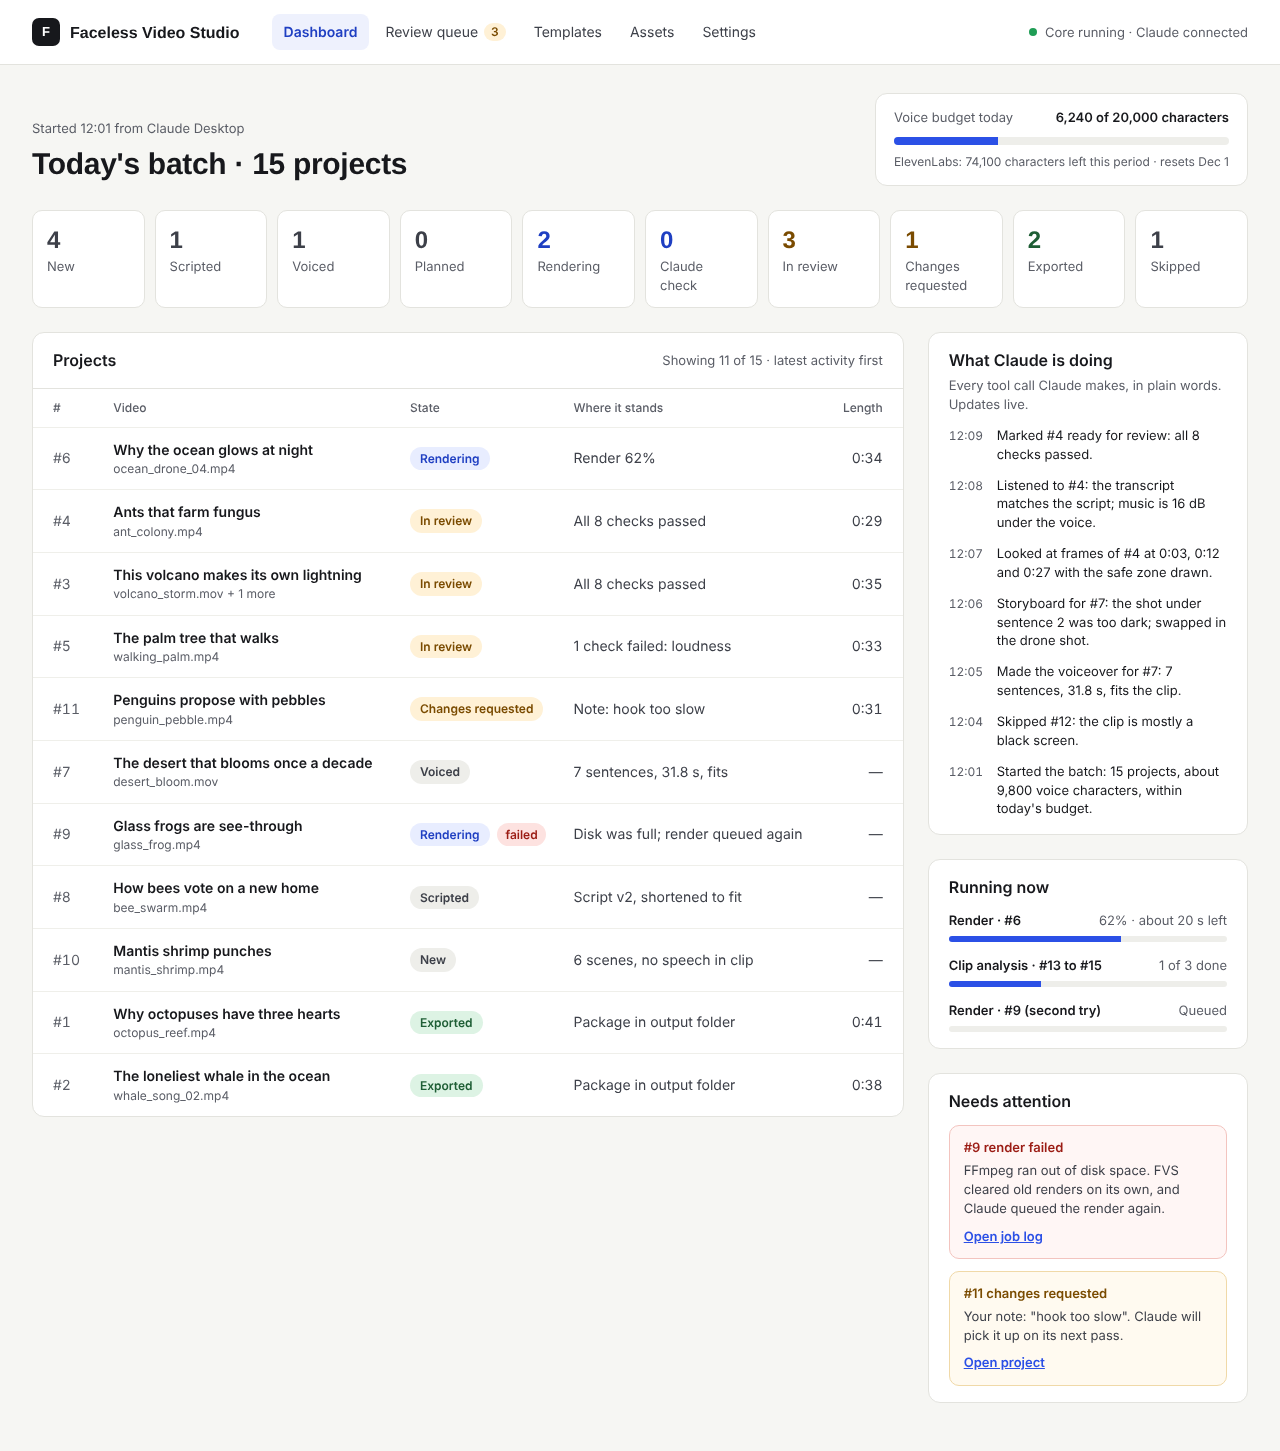 F Faceless Video Studio Dashboard Review queue 3 Templates Assets Settings Core running · Claude connected
Started 12:01 from Claude Desktop
Today's batch · 15 projects
Voice budget today 6,240 of 20,000 characters
ElevenLabs: 74,100 characters left this period · resets Dec 1
4
New
1
Scripted
1
Voiced
0
Planned
2
Rendering
0
Claude
check
3
In review
1
Changes
requested
2
Exported
1
Skipped
Projects Showing 11 of 15 · latest activity first
# Video State Where it stands Length
#6 Why the ocean glows at night Rendering Render 62% 0:34
ocean_drone_04.mp4
#4 Ants that farm fungus In review All 8 checks passed 0:29
ant_colony.mp4
#3 This volcano makes its own lightning In review All 8 checks passed 0:35
volcano_storm.mov + 1 more
#5 The palm tree that walks In review 1 check failed: loudness 0:33
walking_palm.mp4
#11 Penguins propose with pebbles Changes requested Note: hook too slow 0:31
penguin_pebble.mp4
#7 The desert that blooms once a decade Voiced 7 sentences, 31.8 s, fits —
desert_bloom.mov
#9 Glass frogs are see-through Rendering failed Disk was full; render queued again —
glass_frog.mp4
#8 How bees vote on a new home Scripted Script v2, shortened to fit —
bee_swarm.mp4
#10 Mantis shrimp punches New 6 scenes, no speech in clip —
mantis_shrimp.mp4
#1 Why octopuses have three hearts Exported Package in output folder 0:41
octopus_reef.mp4
#2 The loneliest whale in the ocean Exported Package in output folder 0:38
whale_song_02.mp4
What Claude is doing
Every tool call Claude makes, in plain words.
Updates live.
12:09 Marked #4 ready for review: all 8
checks passed.
12:08 Listened to #4: the transcript
matches the script; music is 16 dB
under the voice.
12:07 Looked at frames of #4 at 0:03, 0:12
and 0:27 with the safe zone drawn.
12:06 Storyboard for #7: the shot under
sentence 2 was too dark; swapped in
the drone shot.
12:05 Made the voiceover for #7: 7
sentences, 31.8 s, fits the clip.
12:04 Skipped #12: the clip is mostly a
black screen.
12:01 Started the batch: 15 projects, about
9,800 voice characters, within
today's budget.
Running now
Render · #6 62% · about 20 s left
Clip analysis · #13 to #15 1 of 3 done
Render · #9 (second try) Queued
Needs attention
#9 render failed
FFmpeg ran out of disk space. FVS
cleared old renders on its own, and
Claude queued the render again.
Open job log
#11 changes requested
Your note: "hook too slow". Claude will
pick it up on its next pass.
Open project